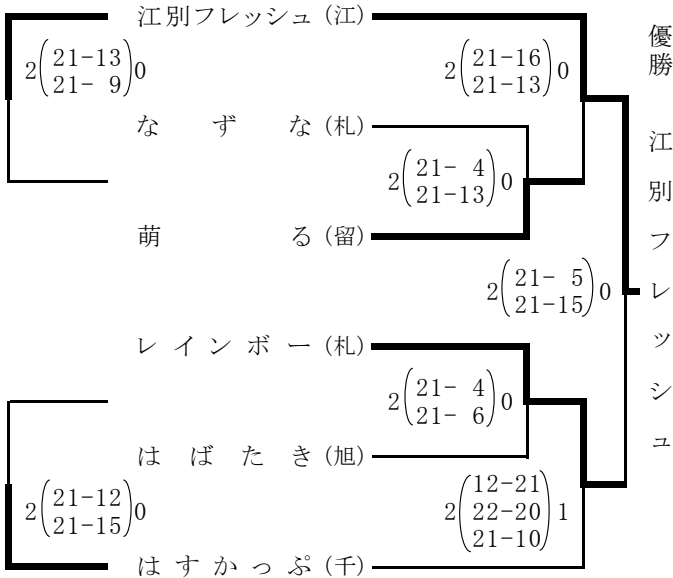 江別フレッシュ（江）
2（21-13 21- 9）0
2（21-16 21-13）0
なずな（札）
2（21- 4 21-13）0
萌る（留）
2（21- 5 21-15）0
レインボー（札）
2（21- 4 21- 6）0
はばたき（旭）
2（21-12 21-15）0
2（12-21 22-20 21-10）1
はすかっぷ（千）
優勝　江別フレッシュ